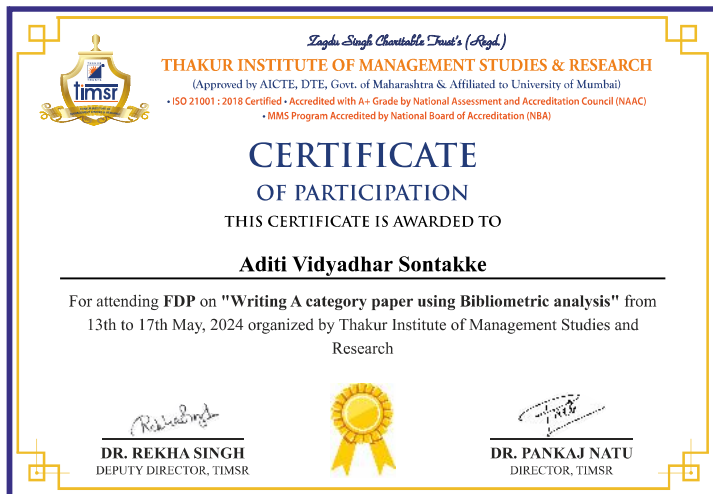 Zagdu Singh Charitable Trust's (Regd.)
THAKUR INSTITUTE OF MANAGEMENT STUDIES & RESEARCH
(Approved by AICTE, DTE, Govt. of Maharashtra & Affiliated to University of Mumbai)
• ISO 21001 : 2018 Certified • Accredited with A+ Grade by National Assessment and Accreditation Council (NAAC)
• MMS Program Accredited by National Board of Accreditation (NBA)
timsr
CERTIFICATE
OF PARTICIPATION
THIS CERTIFICATE IS AWARDED TO
Aditi Vidyadhar Sontakke
For attending FDP on "Writing A category paper using Bibliometric analysis" from
13th to 17th May, 2024 organized by Thakur Institute of Management Studies and
Research
Rekha Singh
DR. REKHA SINGH
DEPUTY DIRECTOR, TIMSR
DR. PANKAJ NATU
DIRECTOR, TIMSR